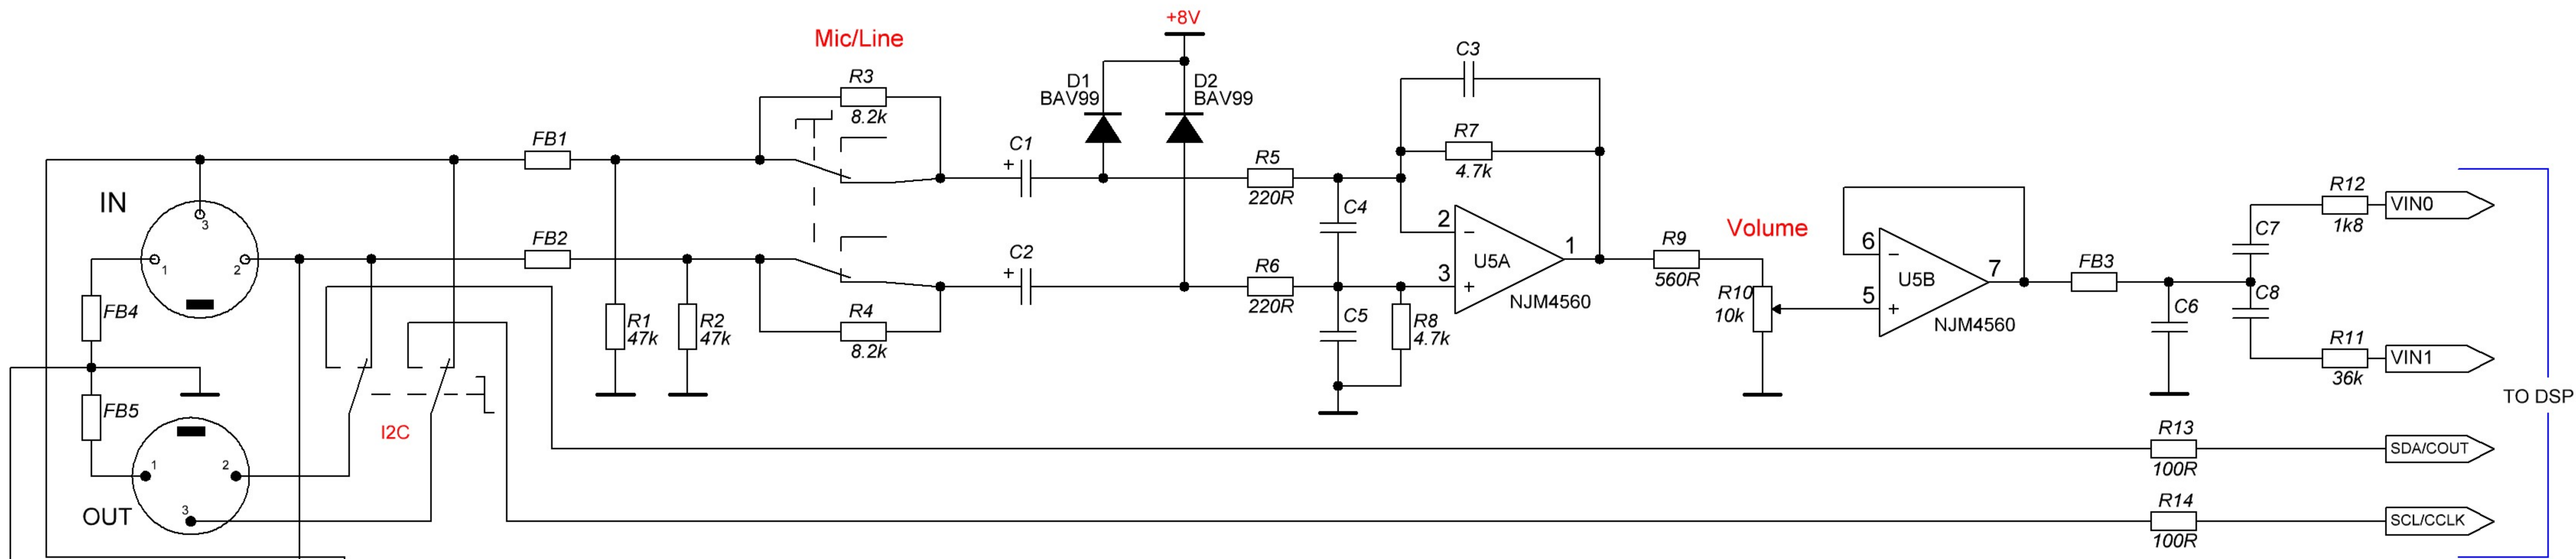 +8V
Mic/Line
R3
8.2k
D1
BAV99
D2
BAV99
C3
R7
4.7k
FB1
C1
+
R5
220R
IN
3
1
2
FB2
C2
+
R6
220R
C4
2
−
3
+
U5A
1
NJM4560
R9
560R
Volume
R10
10k
6
−
5
+
U5B
7
NJM4560
FB3
C7
R12
1k8
VIN0
C8
C6
R11
36k
VIN1
FB4
R1
47k
R2
47k
R4
8.2k
C5
R8
4.7k
TO DSP
FB5
I2C
1
2
3
OUT
R13
100R
SDA/COUT
R14
100R
SCL/CCLK